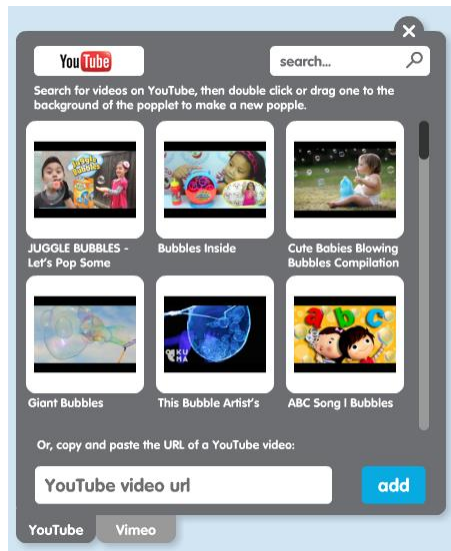 YouTube
search...
Search for videos on YouTube, then double click or drag one to the
background of the popplet to make a new popple.
JUGGLE BUBBLES -
Let's Pop Some
Bubbles Inside
Cute Babies Blowing
Bubbles Compilation
KU
MA
a b c
Giant Bubbles
This Bubble Artist's
ABC Song I Bubbles
Or, copy and paste the URL of a YouTube video:
YouTube video url
add
YouTube
Vimeo